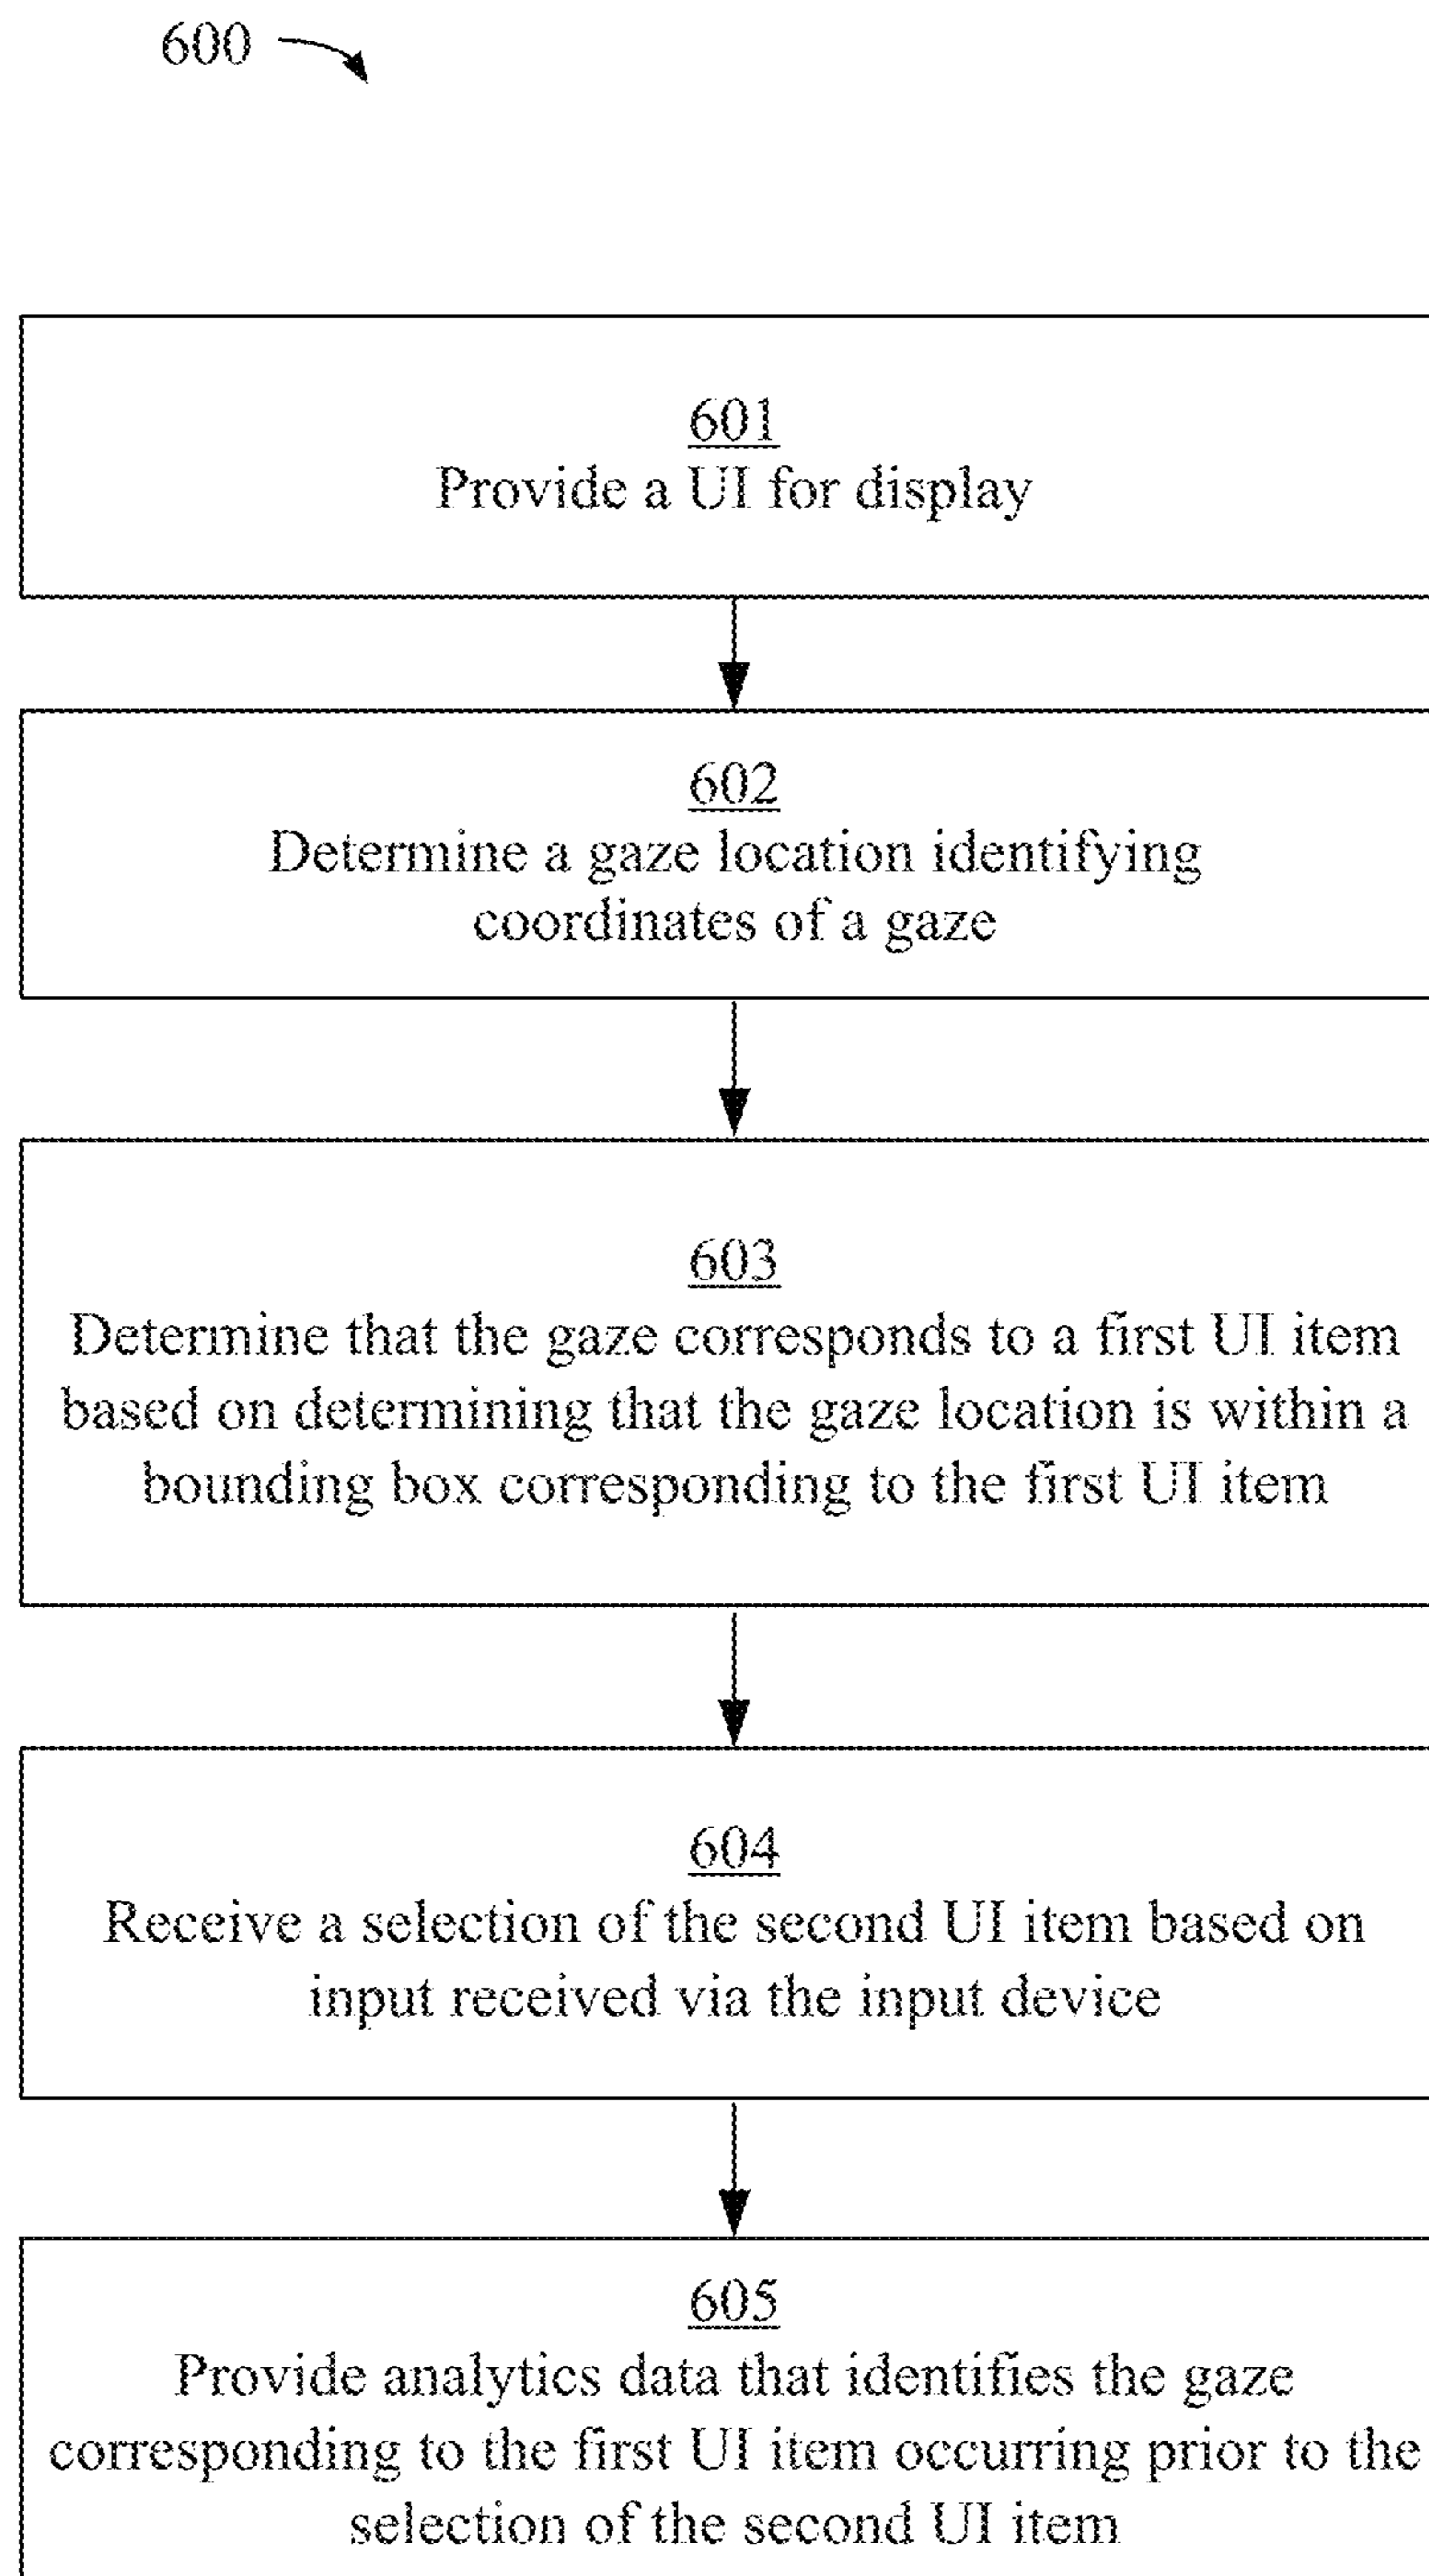 600
601
Provide a UI for display
602
Determine a gaze location identifying
coordinates of a gaze
603
Determine that the gaze corresponds to a first UI item
based on determining that the gaze location is within a
bounding box corresponding to the first UI item
604
Receive a selection of the second UI item based on
input received via the input device
605
Provide analytics data that identifies the gaze
corresponding to the first UI item occurring prior to the
selection of the second UI item